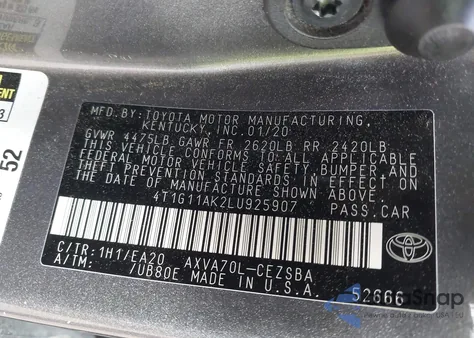 MFD.BY:TOYOTA MOTOR MANUFACTURING,
KENTUCKY, INC. 01/20
GVWR 4425LB GAWR FR 2620LB RR 2420LB
THIS VEHICLE CONFORMS TO ALL APPLICABLE
FEDERAL MOTOR VEHICLE SAFETY, BUMPER, AND
THEFT PREVENTION STANDARDS IN EFFECT ON
THE DATE OF MANUFACTURE SHOWN ABOVE.
4T1G11AK2LU925907 PASS.CAR
C/TR:1H1/EA20 AXVA70L-CEZSBA
A/TM: /UB80E MADE IN U.S.A.
52666
TOYOTA
52